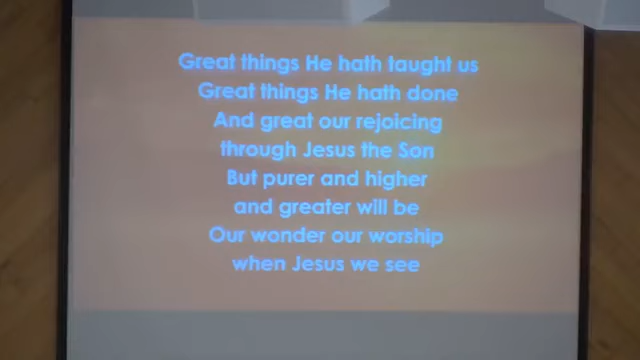 Great things He hath taught us
Great things He hath done
And great our rejoicing
through Jesus the Son
But purer and higher
and greater will be
Our wonder our worship
when Jesus we see